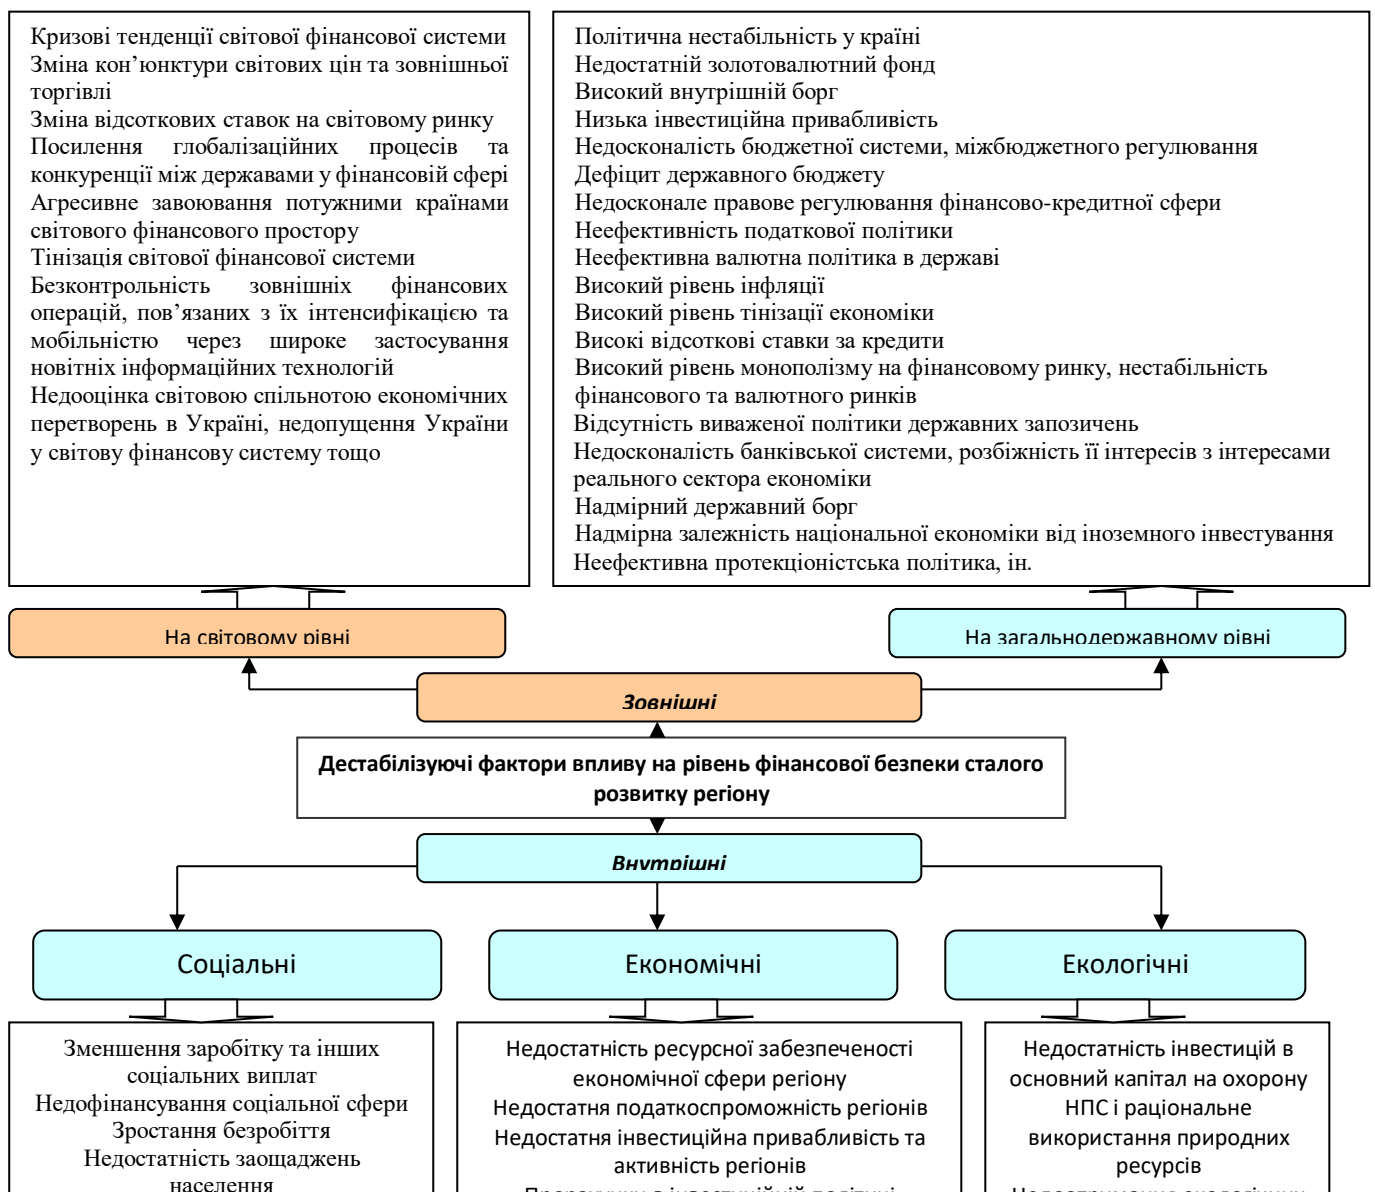 Кризові тенденції світової фінансової системи
Зміна кон’юнктури світових цін та зовнішньої
торгівлі
Зміна відсоткових ставок на світовому ринку
Посилення глобалізаційних процесів та
конкуренції між державами у фінансовій сфері
Агресивне завоювання потужними країнами
світового фінансового простору
Тінізація світової фінансової системи
Безконтрольність зовнішніх фінансових
операцій, пов’язаних з їх інтенсифікацією та
мобільністю через широке застосування
новітніх інформаційних технологій
Недооцінка світовою спільнотою економічних
перетворень в Україні, недопущення України
у світову фінансову систему тощо
Політична нестабільність у країні
Недостатній золотовалютний фонд
Високий внутрішній борг
Низька інвестиційна привабливість
Недосконалість бюджетної системи, міжбюджетного регулювання
Дефіцит державного бюджету
Недосконале правове регулювання фінансово-кредитної сфери
Неефективність податкової політики
Неефективна валютна політика в державі
Високий рівень інфляції
Високий рівень тінізації економіки
Високі відсоткові ставки за кредити
Високий рівень монополізму на фінансовому ринку, нестабільність
фінансового та валютного ринків
Відсутність виваженої політики державних запозичень
Недосконалість банківської системи, розбіжність її інтересів з інтересами
реального сектора економіки
Надмірний державний борг
Надмірна залежність національної економіки від іноземного інвестування
Неефективна протекціоністська політика, ін.
На світовому рівні
На загальнодержавному рівні
Зовнішні
Дестабілізуючі фактори впливу на рівень фінансової безпеки сталого
розвитку регіону
Внутрішні
Соціальні
Економічні
Екологічні
Зменшення заробітку та інших
соціальних виплат
Недофінансування соціальної сфери
Зростання безробіття
Недостатність заощаджень
населення
Недостатність ресурсної забезпеченості
економічної сфери регіону
Недостатня податкоспроможність регіонів
Недостатня інвестиційна привабливість та
активність регіонів
Прорахунки в інвестиційній політиці
Недостатність інвестицій в
основний капітал на охорону
НПС і раціональне
використання природних
ресурсів
Недоотримання екологічних